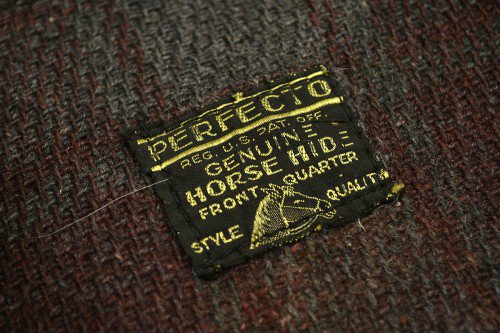 PERFECTO
REG. U.S. PAT. OFF.
GENUINE
HORSE HIDE
FRONT QUARTER
STYLE QUALITY